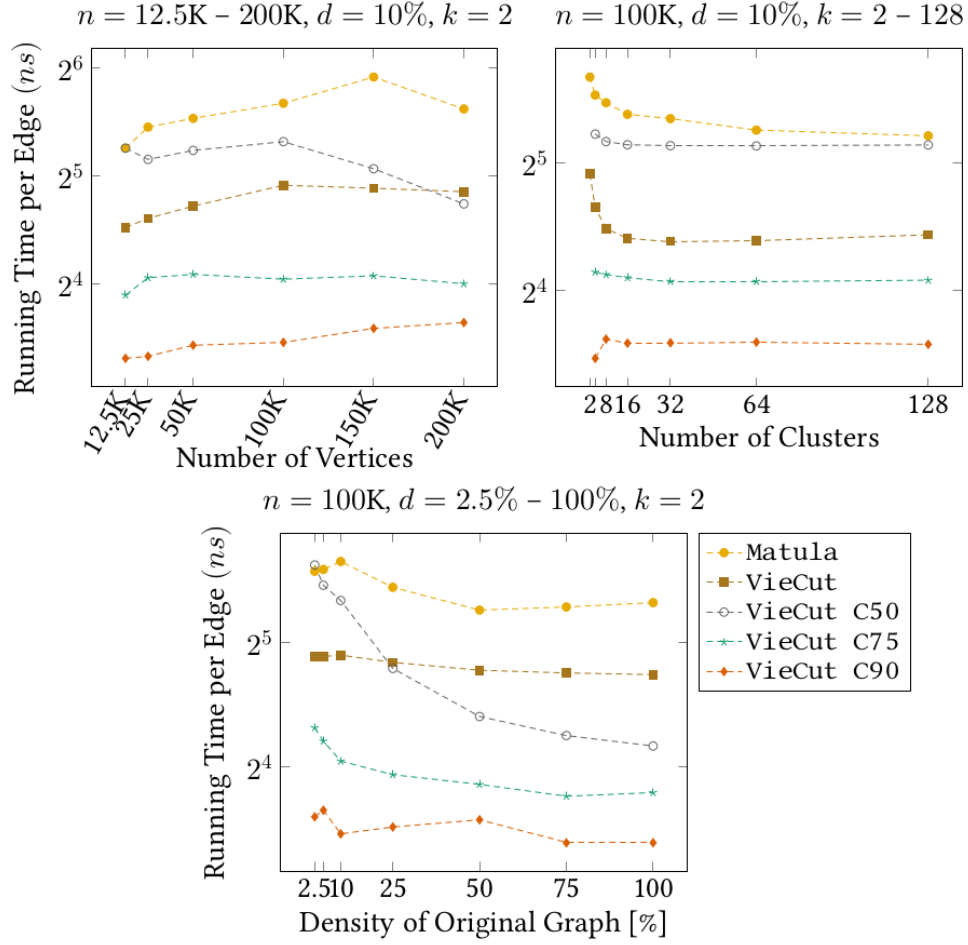 n = 12.5K – 200K, d = 10%, k = 2
n = 100K, d = 10%, k = 2 – 128
Running Time per Edge (ns)
2^6
2^5
2^4
12.5K 25K 50K 100K 150K 200K
Number of Vertices
2^5
2^4
2 8 16 32 64 128
Number of Clusters
n = 100K, d = 2.5% – 100%, k = 2
Running Time per Edge (ns)
2^5
2^4
2.5 10 25 50 75 100
Density of Original Graph [%]
Matula
VieCut
VieCut C50
VieCut C75
VieCut C90